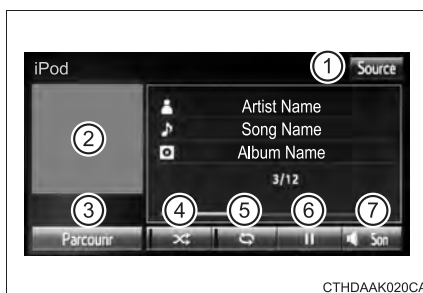 iPod
1 Source
Artist Name
2 Song Name
Album Name
3/12
3 4 5 6 7
Parcourir Son
CTHDAAK020CA